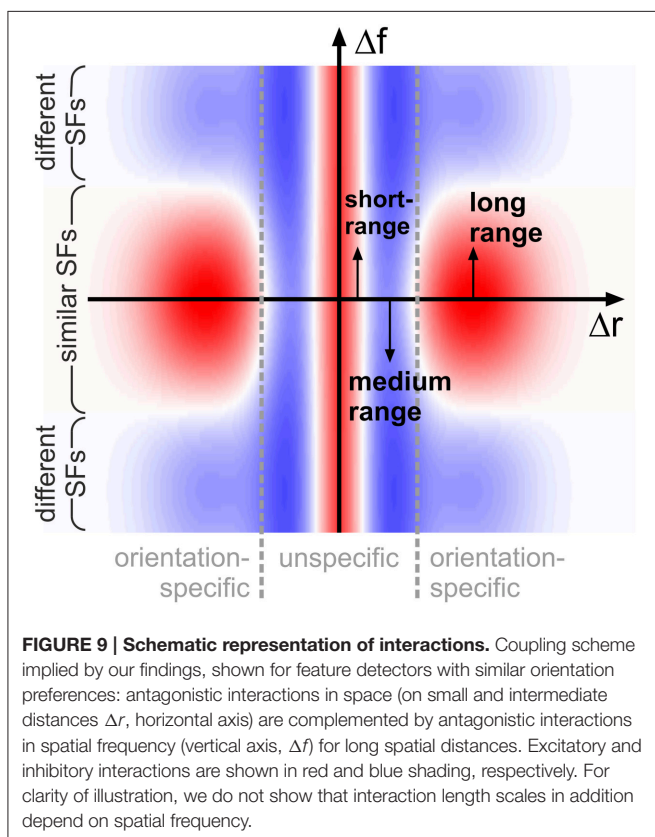 Δf
different
SFs
short-
range
long
range
similar SFs
Δr
medium
range
different
SFs
orientation-
specific
unspecific
orientation-
specific
FIGURE 9 | Schematic representation of interactions. Coupling scheme
implied by our findings, shown for feature detectors with similar orientation
preferences: antagonistic interactions in space (on small and intermediate
distances Δr, horizontal axis) are complemented by antagonistic interactions
in spatial frequency (vertical axis, Δf) for long spatial distances. Excitatory and
inhibitory interactions are shown in red and blue shading, respectively. For
clarity of illustration, we do not show that interaction length scales in addition
depend on spatial frequency.